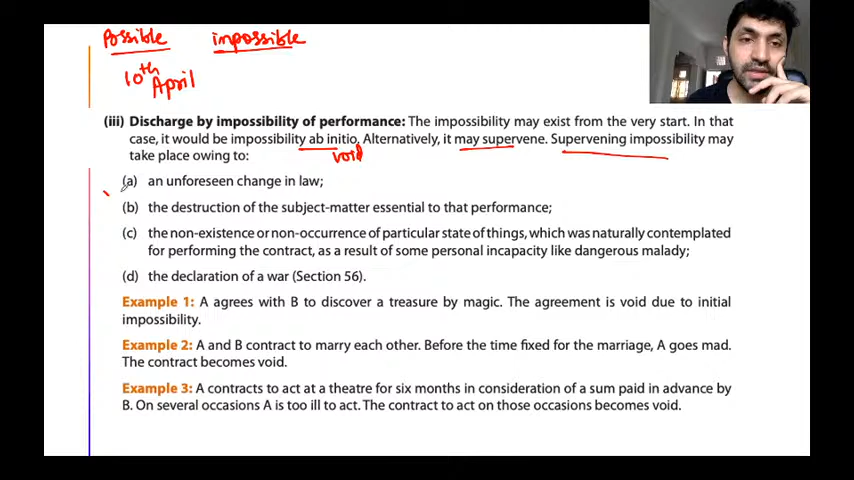 Possible impossible
10th April
(iii) Discharge by impossibility of performance: The impossibility may exist from the very start. In that
case, it would be impossibility ab initio. Alternatively, it may supervene. Supervening impossibility may
void
take place owing to:
(a) an unforeseen change in law;
(b) the destruction of the subject-matter essential to that performance;
(c) the non-existence or non-occurrence of particular state of things, which was naturally contemplated
for performing the contract, as a result of some personal incapacity like dangerous malady;
(d) the declaration of a war (Section 56).
Example 1: A agrees with B to discover a treasure by magic. The agreement is void due to initial
impossibility.
Example 2: A and B contract to marry each other. Before the time fixed for the marriage, A goes mad.
The contract becomes void.
Example 3: A contracts to act at a theatre for six months in consideration of a sum paid in advance by
B. On several occasions A is too ill to act. The contract to act on those occasions becomes void.